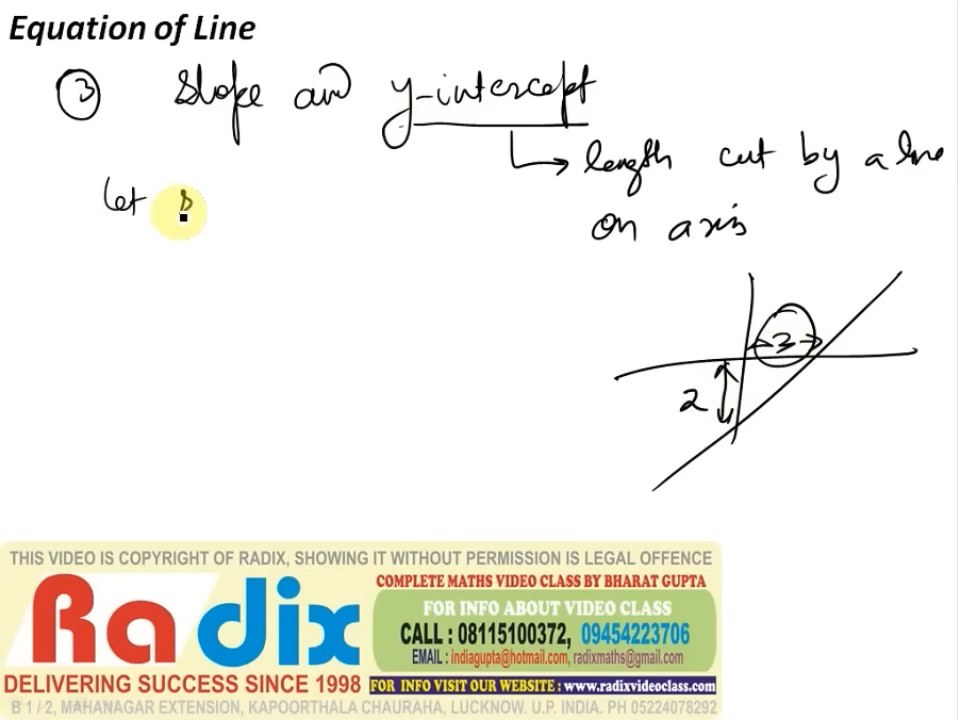 Equation of Line
3 Slope and y-intercept
length cut by a line
on axis
Let s
3
2
THIS VIDEO IS COPYRIGHT OF RADIX, SHOWING IT WITHOUT PERMISSION IS LEGAL OFFENCE
Radix
COMPLETE MATHS VIDEO CLASS BY BHARAT GUPTA
FOR INFO ABOUT VIDEO CLASS
CALL : 08115100372, 09454223706
EMAIL : indiagupta@hotmail.com, radixmaths@gmail.com
DELIVERING SUCCESS SINCE 1998
FOR INFO VISIT OUR WEBSITE : www.radixvideoclass.com
B 1 / 2, MAHANAGAR EXTENSION, KAPOORTHALA CHAURAHA, LUCKNOW. U.P. INDIA. PH 05224078292